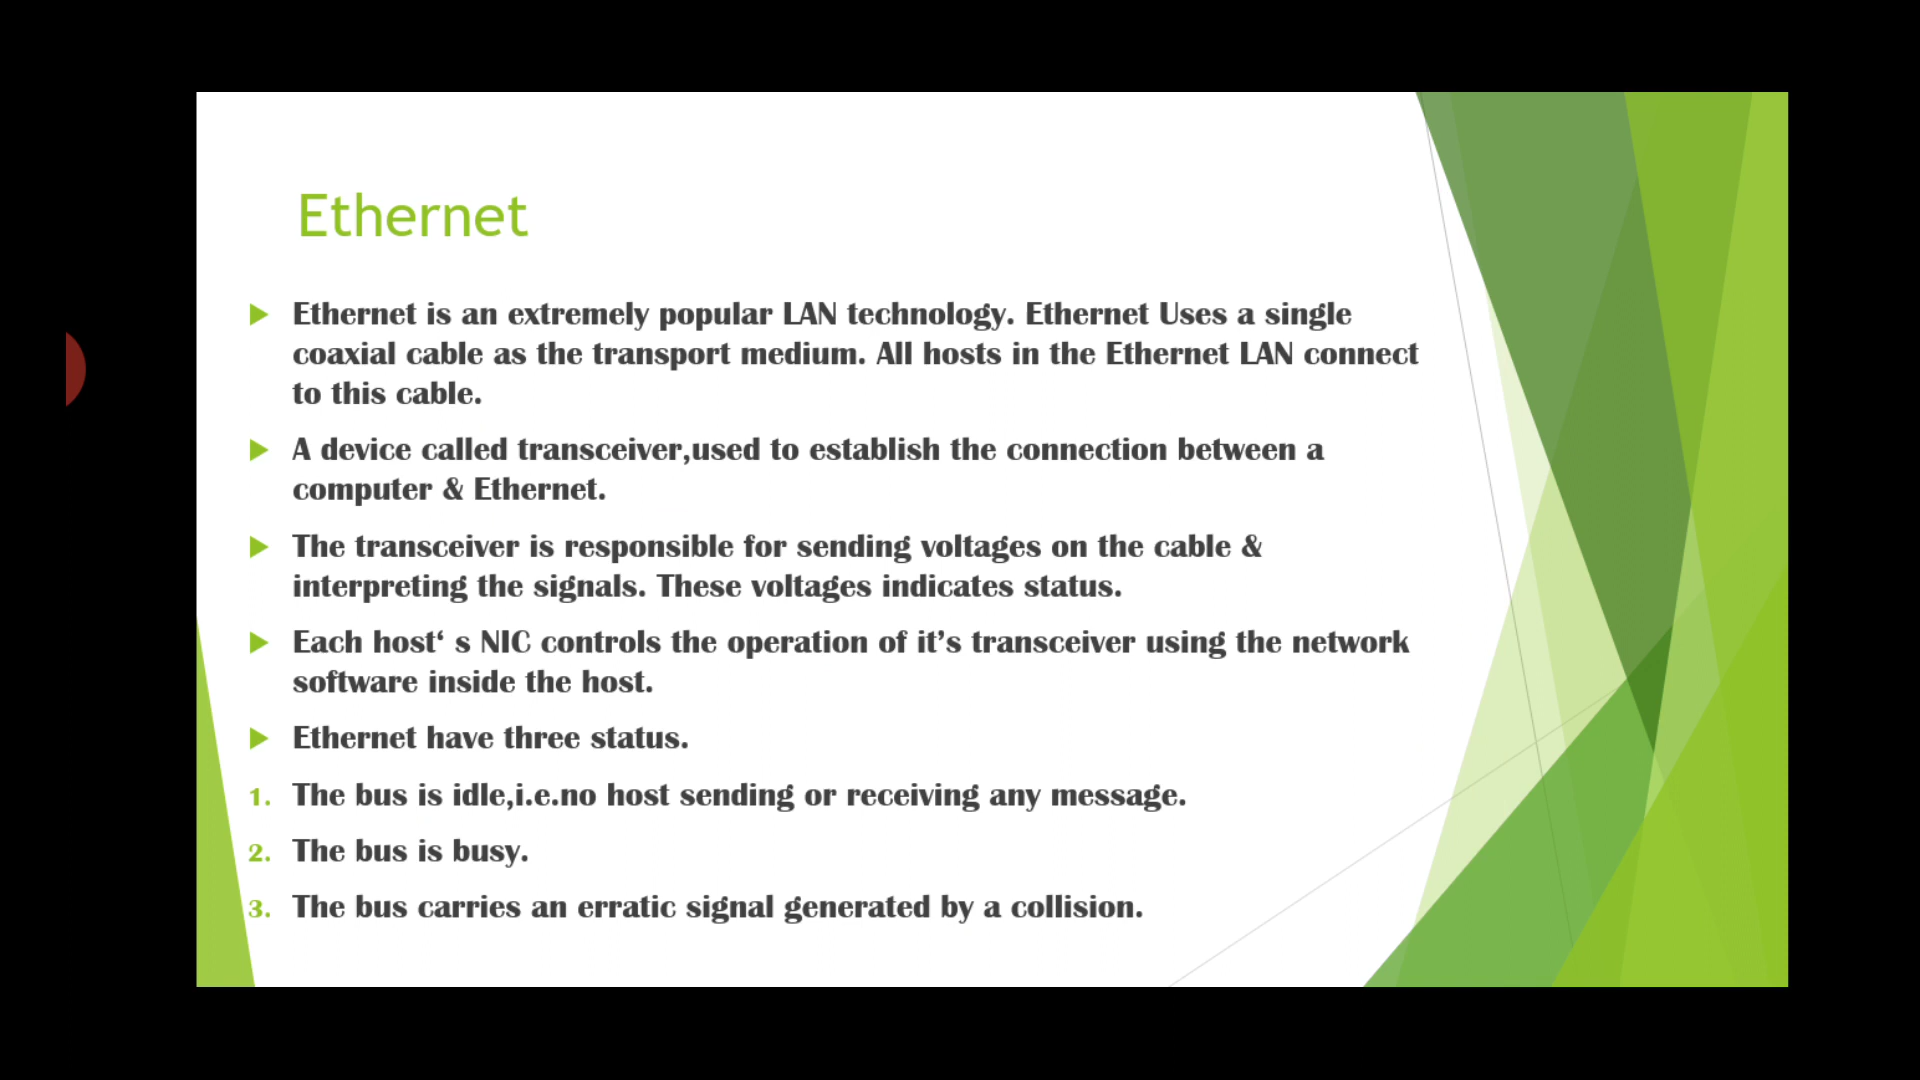 Ethernet
Ethernet is an extremely popular LAN technology. Ethernet Uses a single
coaxial cable as the transport medium. All hosts in the Ethernet LAN connect
to this cable.
A device called transceiver,used to establish the connection between a
computer & Ethernet.
The transceiver is responsible for sending voltages on the cable &
interpreting the signals. These voltages indicates status.
Each host‘ s NIC controls the operation of it’s transceiver using the network
software inside the host.
Ethernet have three status.
1. The bus is idle,i.e.no host sending or receiving any message.
2. The bus is busy.
3. The bus carries an erratic signal generated by a collision.